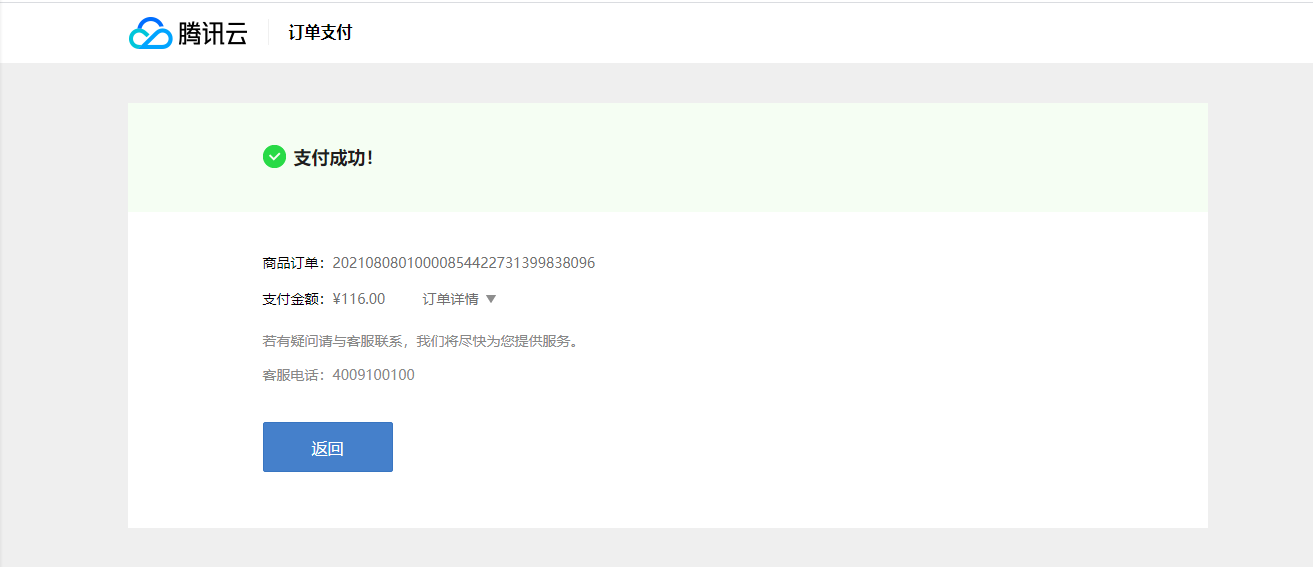 腾讯云 订单支付
支付成功！
商品订单：20210808010000854422731399838096
支付金额：¥116.00 订单详情
若有疑问请与客服联系，我们将尽快为您提供服务。
客服电话：4009100100
返回